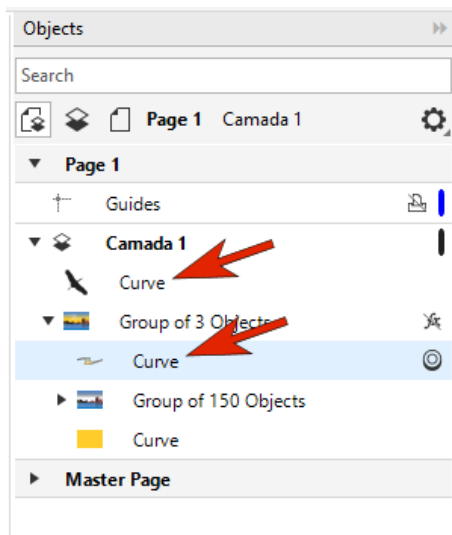 Objects
Search
Page 1 Camada 1
Page 1
Guides
Camada 1
Curve
Group of 3 Objects
Curve
Group of 150 Objects
Curve
Master Page